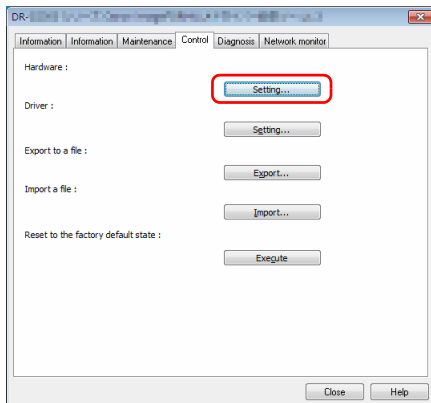 DR-
Information Information Maintenance Control Diagnosis Network monitor
Hardware :
Setting...
Driver :
Setting...
Export to a file :
Export...
Import a file :
Import...
Reset to the factory default state :
Execute
Close Help